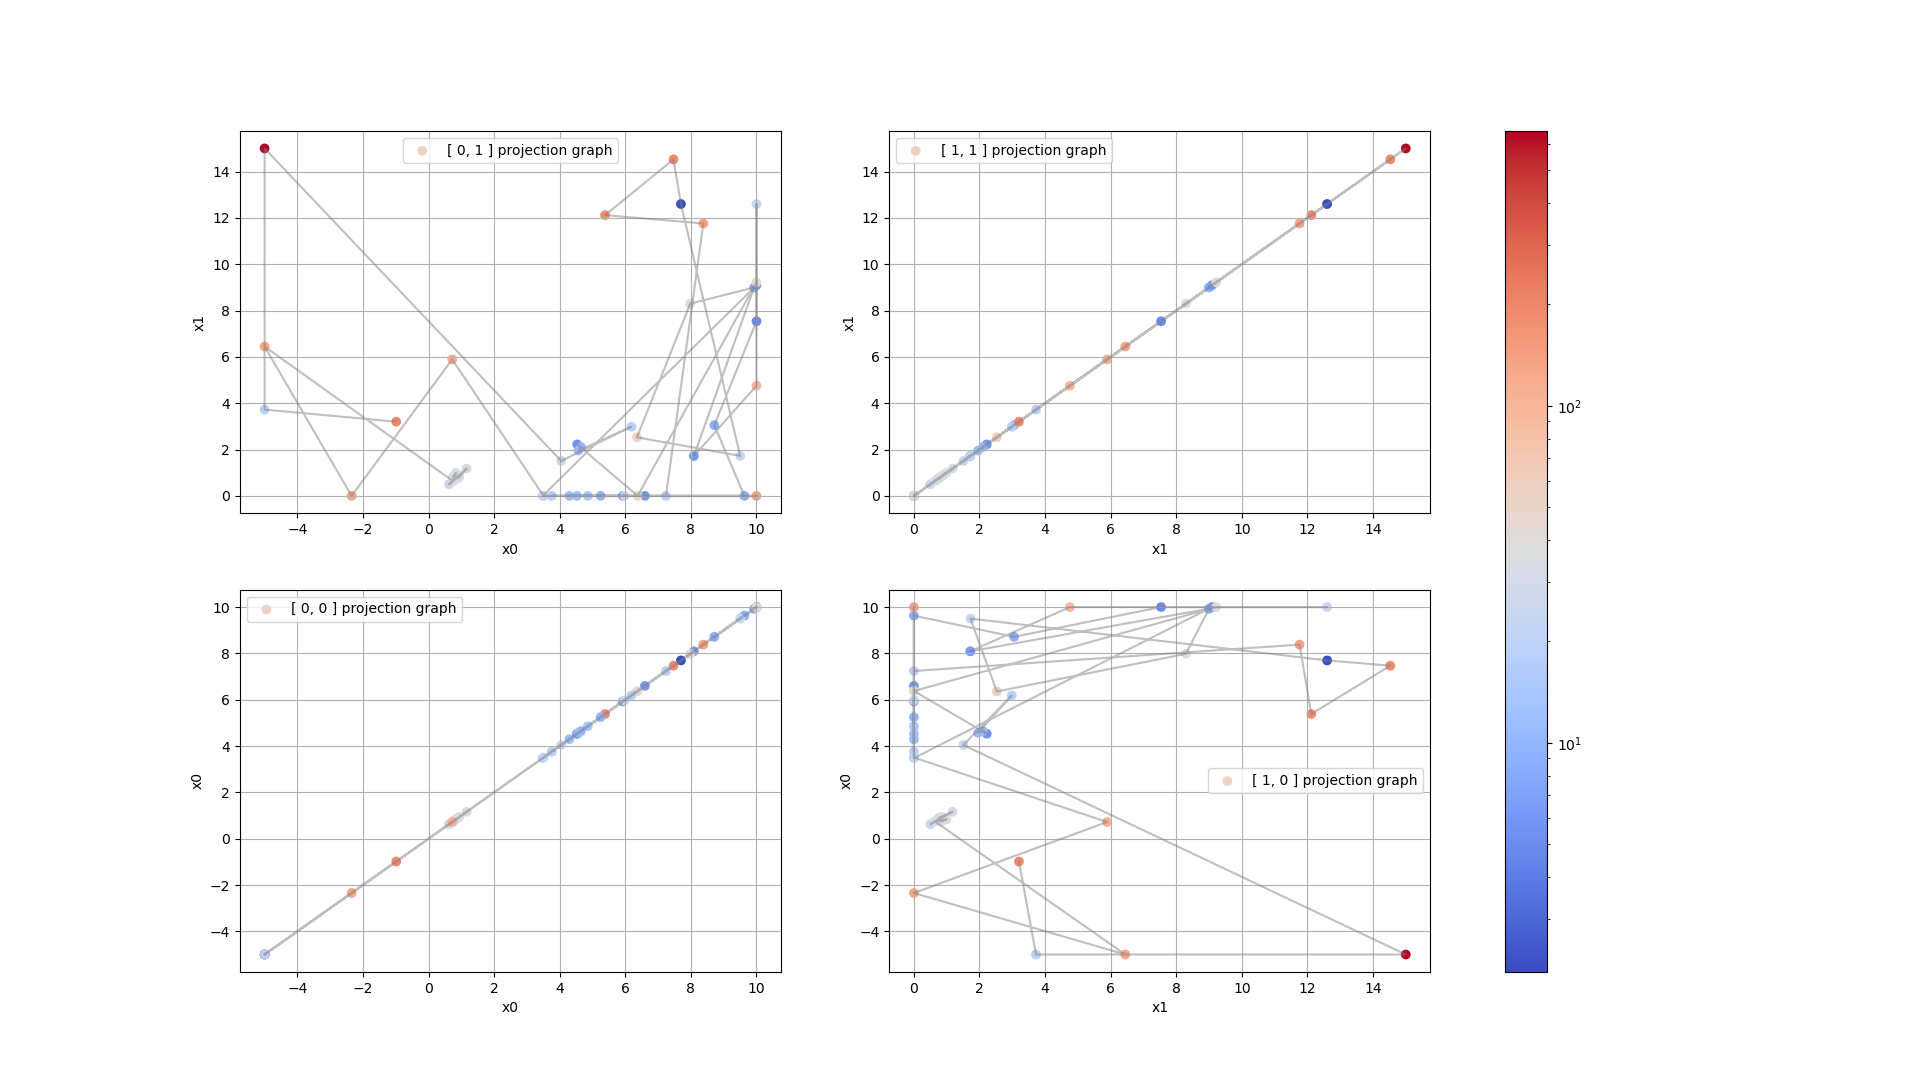 [ 0, 1 ] projection graph
14
12
10
8
6
4
2
0
x1
−4 −2 0 2 4 6 8 10
x0
[ 1, 1 ] projection graph
14
12
10
8
6
4
2
0
x1
0 2 4 6 8 10 12 14
x1
[ 0, 0 ] projection graph
10
8
6
4
2
0
−2
−4
x0
−4 −2 0 2 4 6 8 10
x0
[ 1, 0 ] projection graph
10
8
6
4
2
0
−2
−4
x0
0 2 4 6 8 10 12 14
x1
10²
10¹